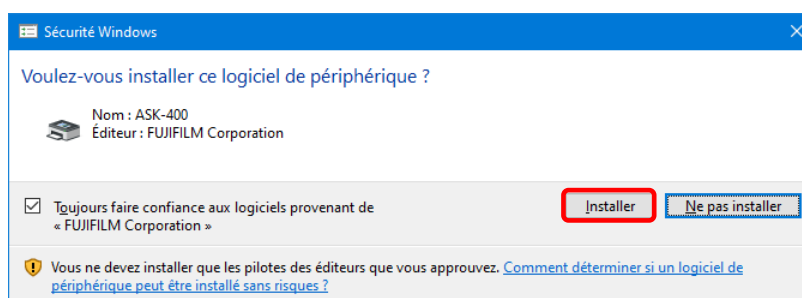 Sécurité Windows
Voulez-vous installer ce logiciel de périphérique ?
Nom : ASK-400
Éditeur : FUJIFILM Corporation
Toujours faire confiance aux logiciels provenant de
« FUJIFILM Corporation »
Installer
Ne pas installer
Vous ne devez installer que les pilotes des éditeurs que vous approuvez. Comment déterminer si un logiciel de
périphérique peut être installé sans risques ?